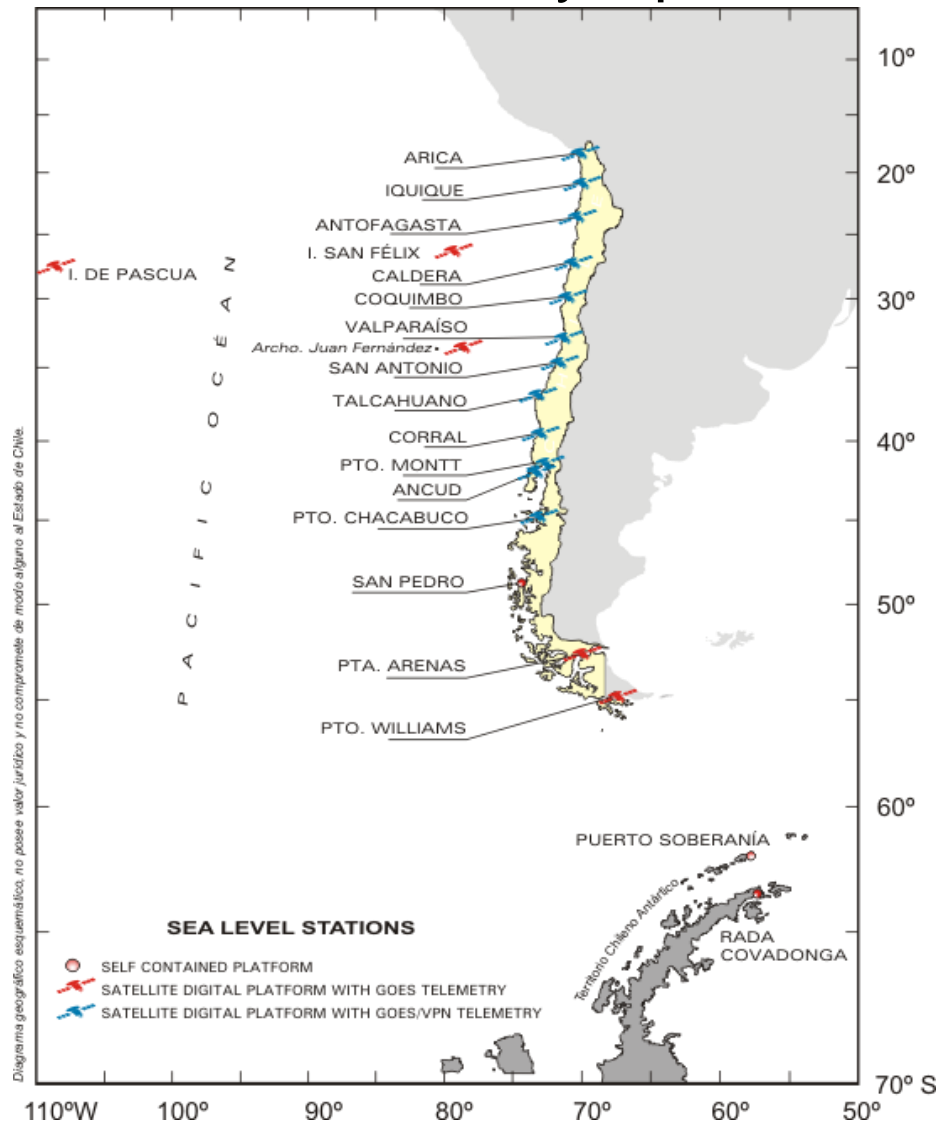 10º
ARICA
20º
IQUIQUE
ANTOFAGASTA
I. SAN FÉLIX
I. DE PASCUA
CALDERA
COQUIMBO
30º
VALPARAÍSO
Archo. Juan Fernández
SAN ANTONIO
TALCAHUANO
CORRAL
40º
PTO. MONTT
ANCUD
PTO. CHACABUCO
PACIFIC OCÉAN
SAN PEDRO
50º
PTA. ARENAS
PTO. WILLIAMS
60º
PUERTO SOBERANÍA
Territorio Chileno Antártico
RADA
COVADONGA
SEA LEVEL STATIONS
SELF CONTAINED PLATFORM
SATELLITE DIGITAL PLATFORM WITH GOES TELEMETRY
SATELLITE DIGITAL PLATFORM WITH GOES/VPN TELEMETRY
Diagrama geográfico esquemático, no posee valor jurídico y no compromete de modo alguno al Estado de Chile.
70º S
110ºW 100º 90º 80º 70º 60º 50º